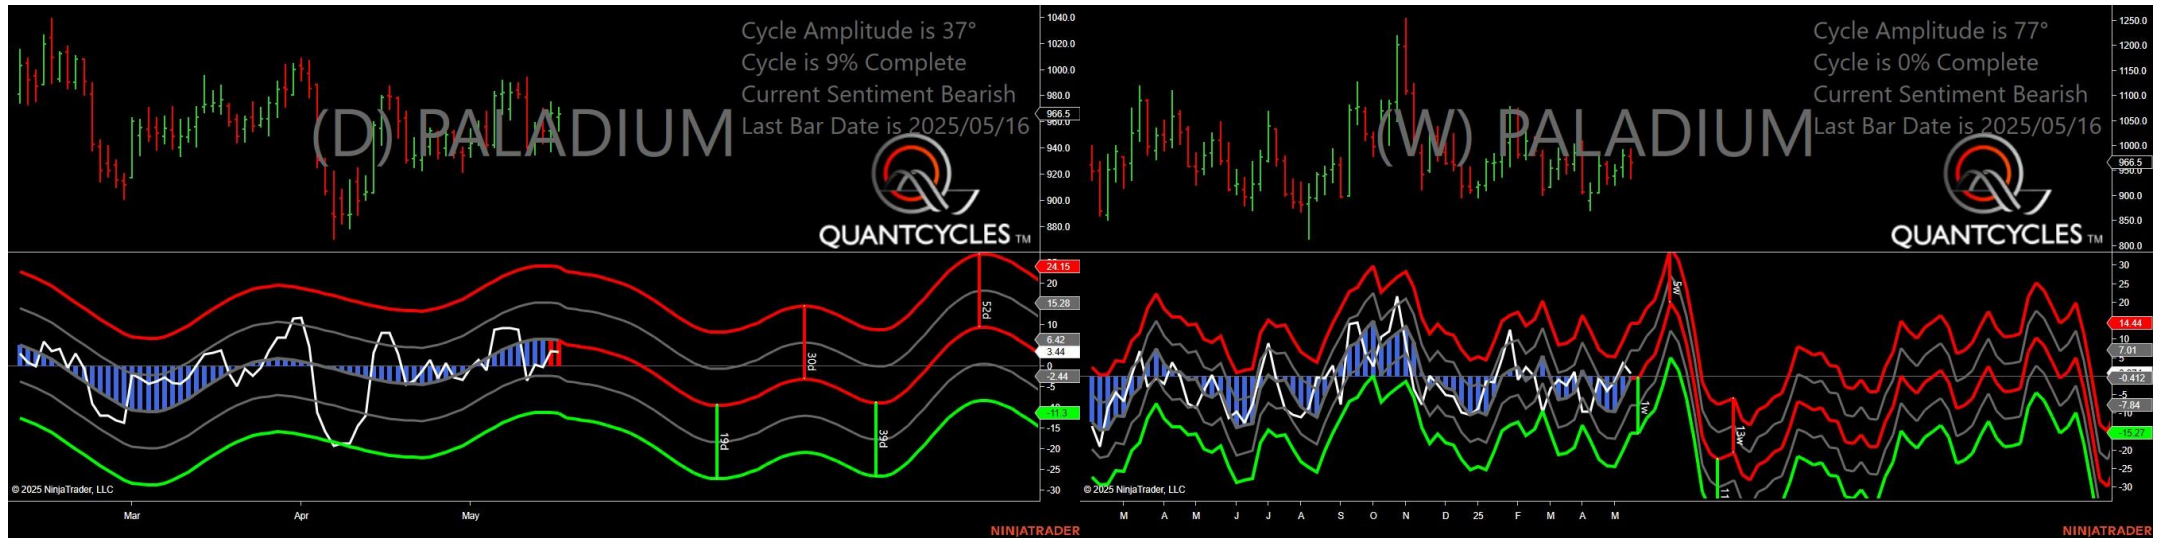 Cycle Amplitude is 37°
Cycle is 9% Complete
Current Sentiment Bearish
Last Bar Date is 2025/05/16
(D) PALADIUM
QUANTCYCLES TM
1040.0
1020.0
1000.0
980.0
966.5
960.0
940.0
920.0
900.0
880.0
24.15
20
15.28
10
6.42
3.44
0
-2.44
-5
-11.3
-15
-20
-25
-30
19d
30d
39d
52d
© 2025 NinjaTrader, LLC
Mar
Apr
May
NINJATRADER
Cycle Amplitude is 77°
Cycle is 0% Complete
Current Sentiment Bearish
Last Bar Date is 2025/05/16
(W) PALADIUM
QUANTCYCLES TM
1250.0
1200.0
1150.0
1100.0
1050.0
1000.0
966.5
950.0
900.0
850.0
800.0
30
25
20
14.44
10
7.01
5
-0.412
-5
-7.84
-10
-15.27
-20
-25
-30
1w
5w
11
13w
© 2025 NinjaTrader, LLC
M
A
M
J
J
A
S
O
N
D
25
F
M
A
M
NINJATRADER